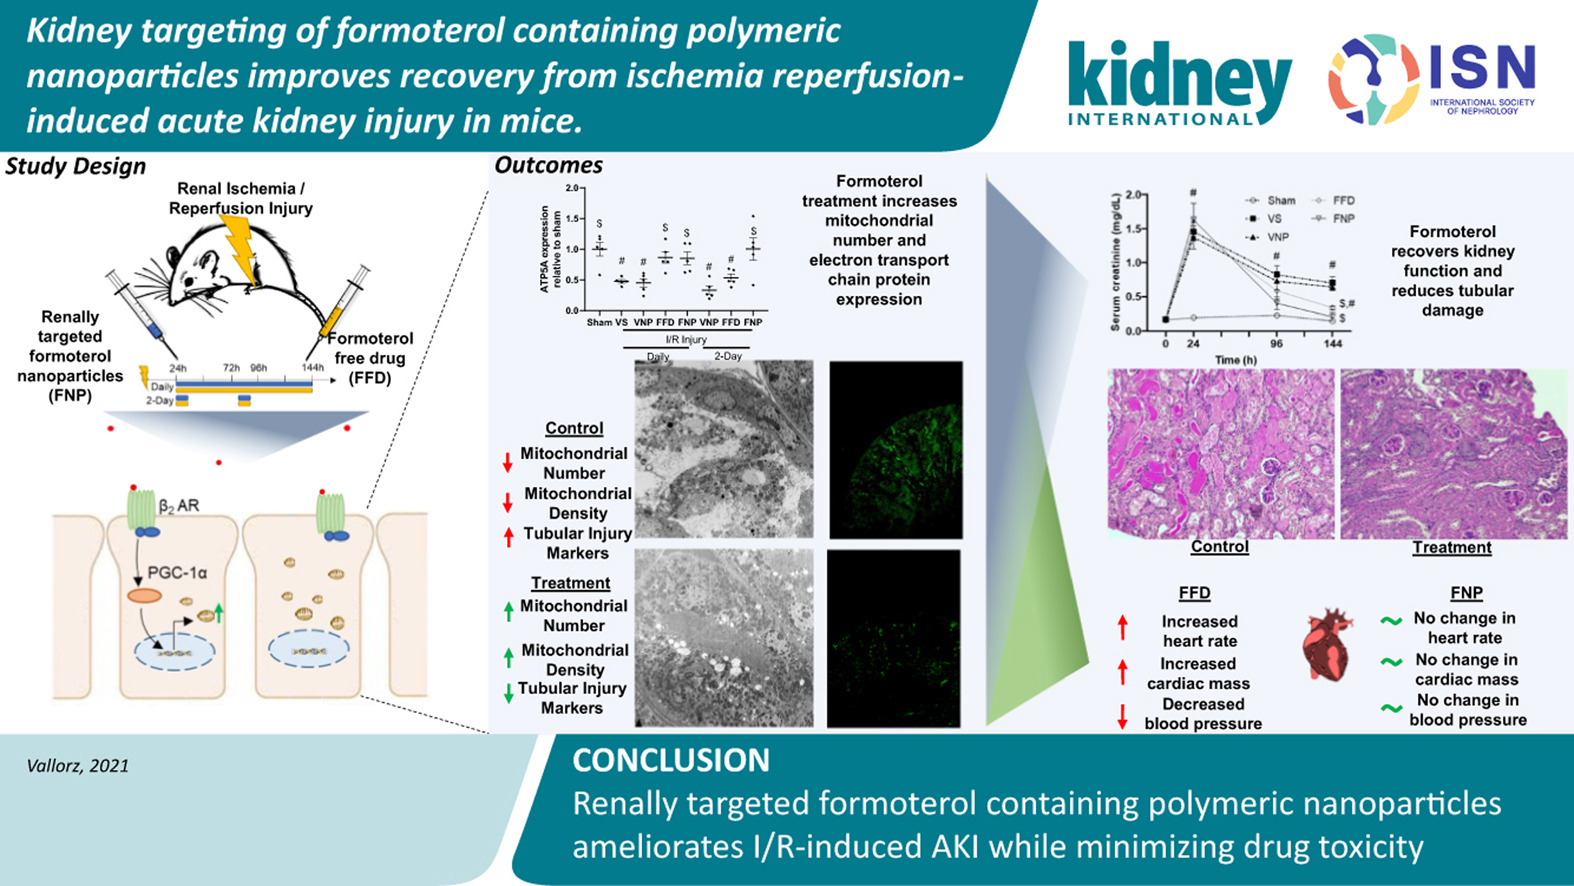 Kidney targeting of formoterol containing polymeric
nanoparticles improves recovery from ischemia reperfusion-
induced acute kidney injury in mice.
kidney
INTERNATIONAL
ISN
INTERNATIONAL SOCIETY
OF NEPHROLOGY
Study Design
Renal Ischemia /
Reperfusion Injury
Renally
targeted
formoterol
nanoparticles
(FNP)
Formoterol
free drug
(FFD)
24h 72h 96h 144h
Daily
2-Day
β2 AR
PGC-1α
Outcomes
ATP5A expression
relative to sham
2.0
1.5
1.0
0.5
0.0
$ # # $ $ # # $
Sham VS VNP FFD FNP VNP FFD FNP
I/R Injury
Daily 2-Day
Formoterol
treatment increases
mitochondrial
number and
electron transport
chain protein
expression
Control
Mitochondrial
Number
Mitochondrial
Density
Tubular Injury
Markers
Treatment
Mitochondrial
Number
Mitochondrial
Density
Tubular Injury
Markers
Serum creatinine (mg/dL)
2.0
1.5
1.0
0.5
0.0
# # #
$,#
$
Sham FFD
VS FNP
VNP
0 24 96 144
Time (h)
Formoterol
recovers kidney
function and
reduces tubular
damage
Control Treatment
FFD
Increased
heart rate
Increased
cardiac mass
Decreased
blood pressure
FNP
No change in
heart rate
No change in
cardiac mass
No change in
blood pressure
Vallorz, 2021
CONCLUSION
Renally targeted formoterol containing polymeric nanoparticles
ameliorates I/R-induced AKI while minimizing drug toxicity